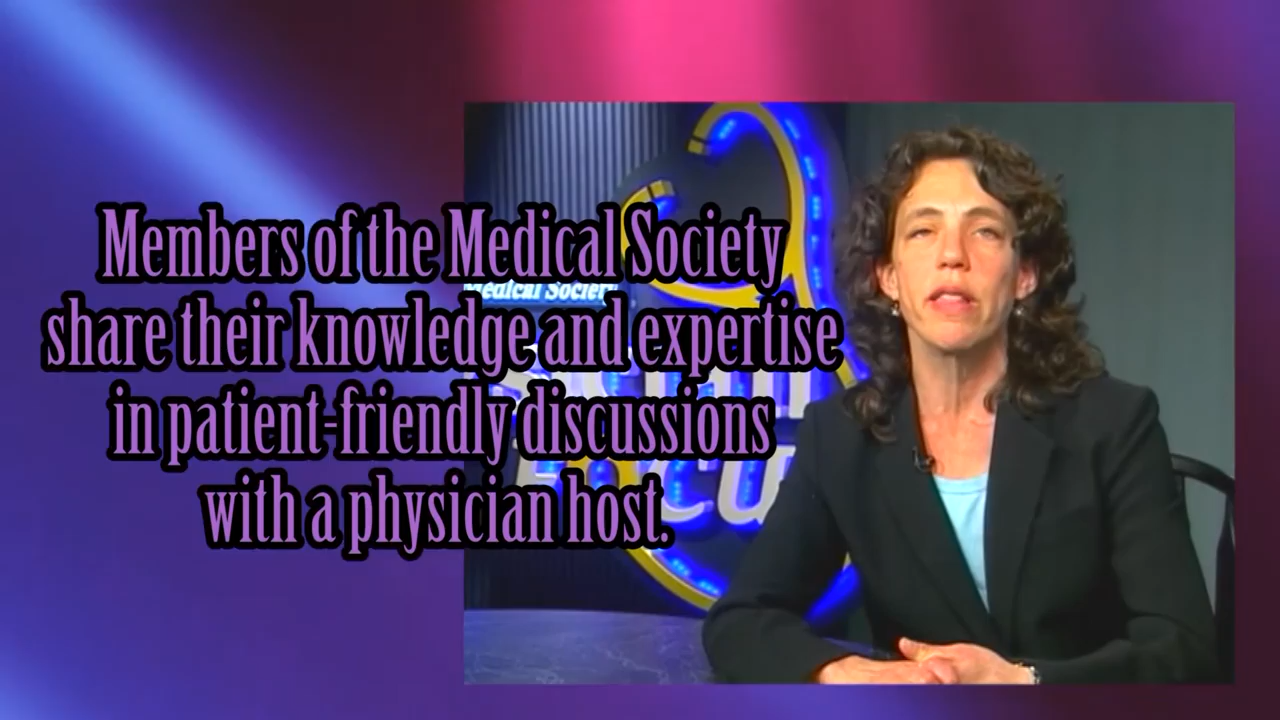 Members of the Medical Society
Medical Society
share their knowledge and expertise
in patient-friendly discussions
with a physician host.